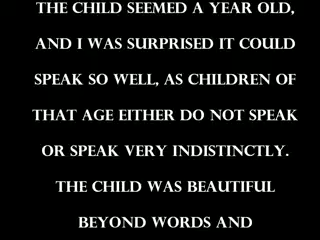 THE CHILD SEEMED A YEAR OLD,
AND I WAS SURPRISED IT COULD
SPEAK SO WELL, AS CHILDREN OF
THAT AGE EITHER DO NOT SPEAK
OR SPEAK VERY INDISTINCTLY.
THE CHILD WAS BEAUTIFUL
BEYOND WORDS AND